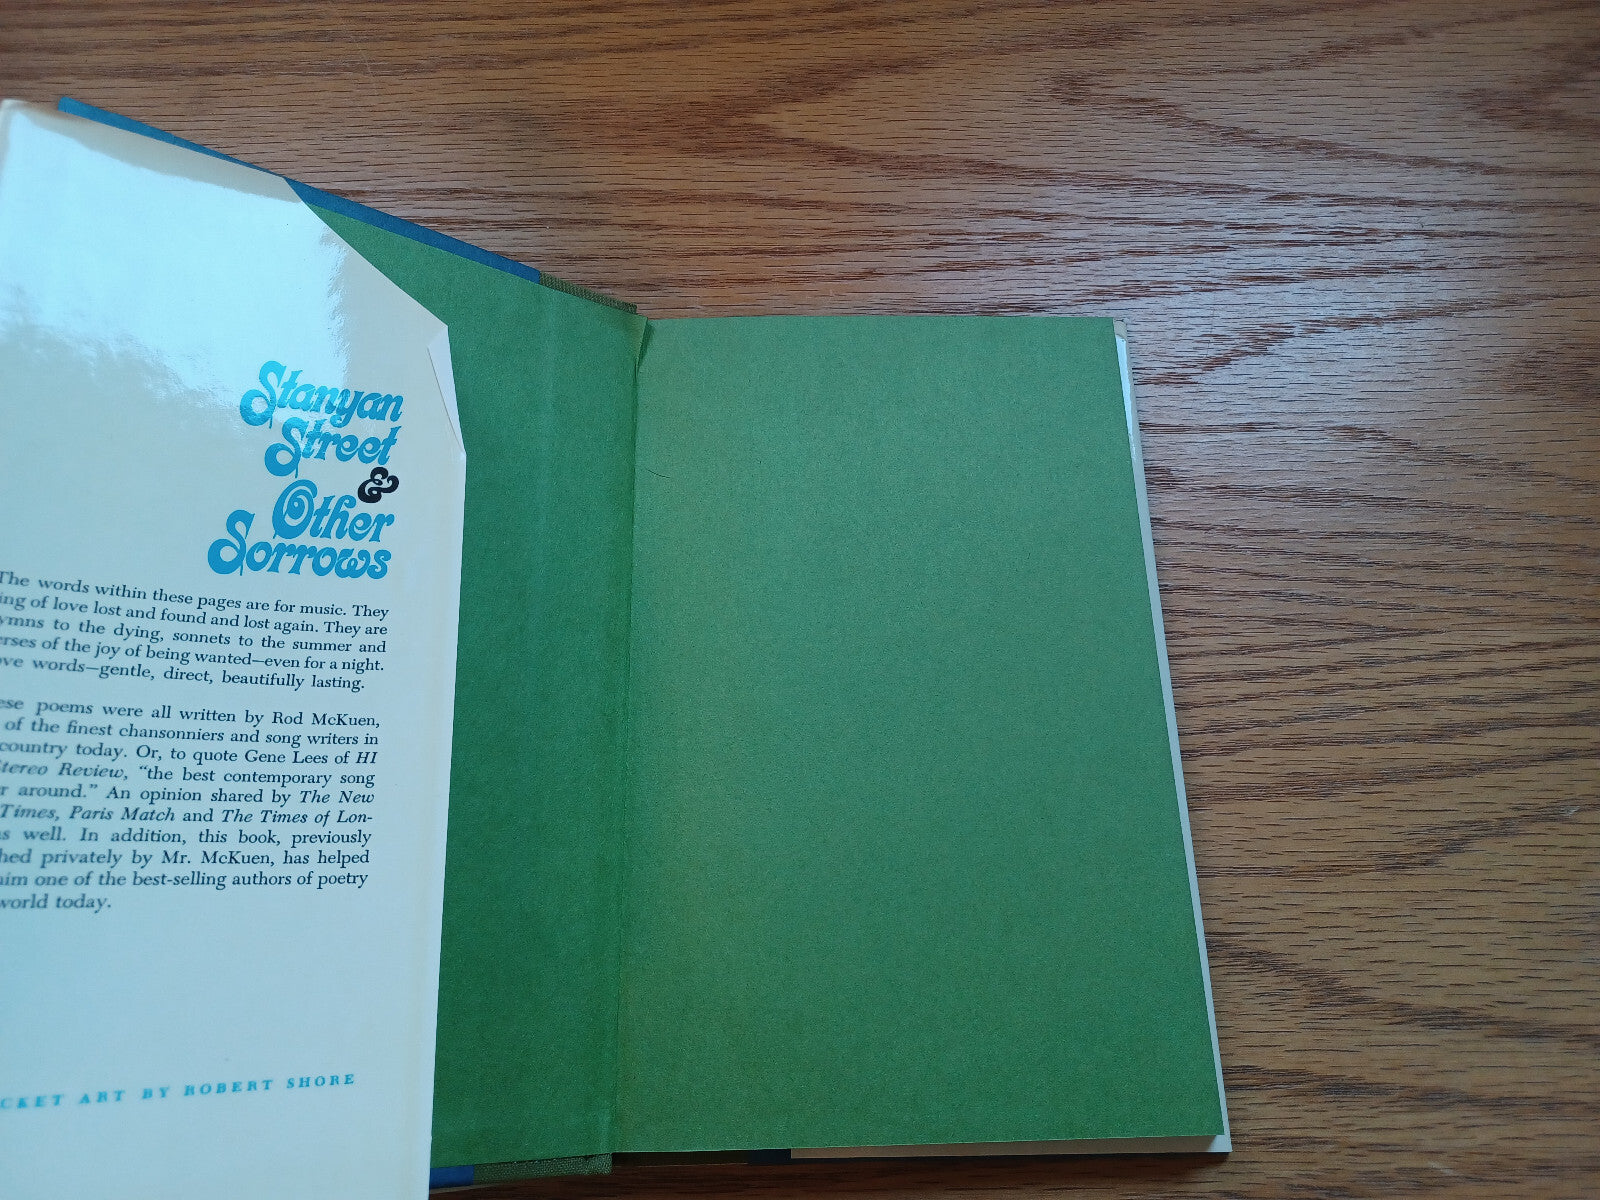 Stanyan
Street
&
Other
Sorrows
The words within these pages are for music. They
ing of love lost and found and lost again. They are
ymns to the dying, sonnets to the summer and
erses of the joy of being wanted—even for a night.
ove words—gentle, direct, beautifully lasting.
ese poems were all written by Rod McKuen,
of the finest chansonniers and song writers in
country today. Or, to quote Gene Lees of HI
Stereo Review, “the best contemporary song
r around.” An opinion shared by The New
Times, Paris Match and The Times of Lon-
as well. In addition, this book, previously
hed privately by Mr. McKuen, has helped
him one of the best-selling authors of poetry
world today.
CKET ART BY ROBERT SHORE